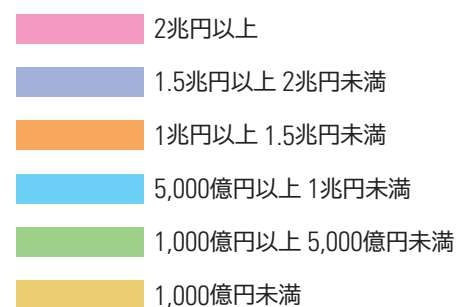 2兆円以上
1.5兆円以上 2兆円未満
1兆円以上 1.5兆円未満
5,000億円以上 1兆円未満
1,000億円以上 5,000億円未満
1,000億円未満